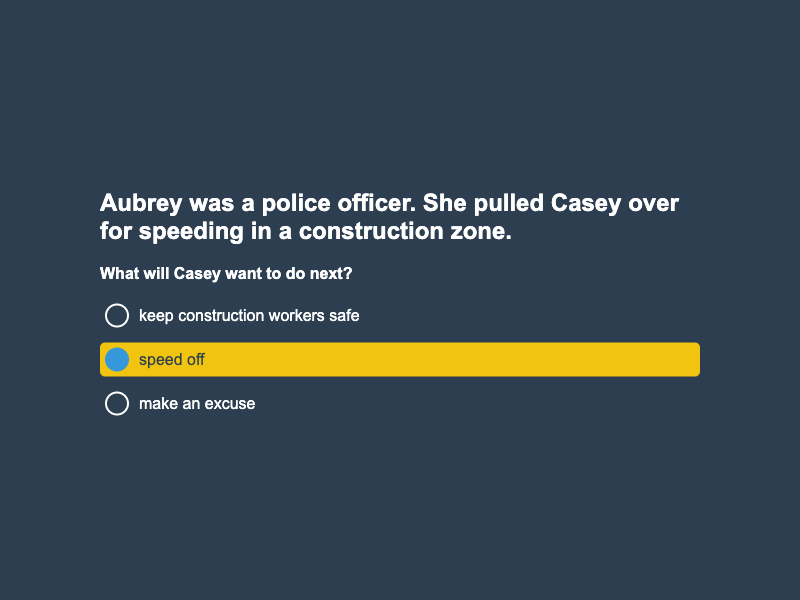 Aubrey was a police officer. She pulled Casey over
for speeding in a construction zone.
What will Casey want to do next?
keep construction workers safe
speed off
make an excuse